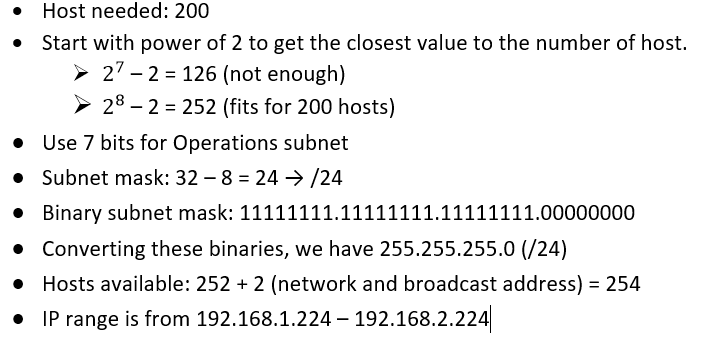 • Host needed: 200
• Start with power of 2 to get the closest value to the number of host.
➢ 2⁷ – 2 = 126 (not enough)
➢ 2⁸ – 2 = 252 (fits for 200 hosts)
• Use 7 bits for Operations subnet
• Subnet mask: 32 – 8 = 24 → /24
• Binary subnet mask: 11111111.11111111.11111111.00000000
• Converting these binaries, we have 255.255.255.0 (/24)
• Hosts available: 252 + 2 (network and broadcast address) = 254
• IP range is from 192.168.1.224 – 192.168.2.224